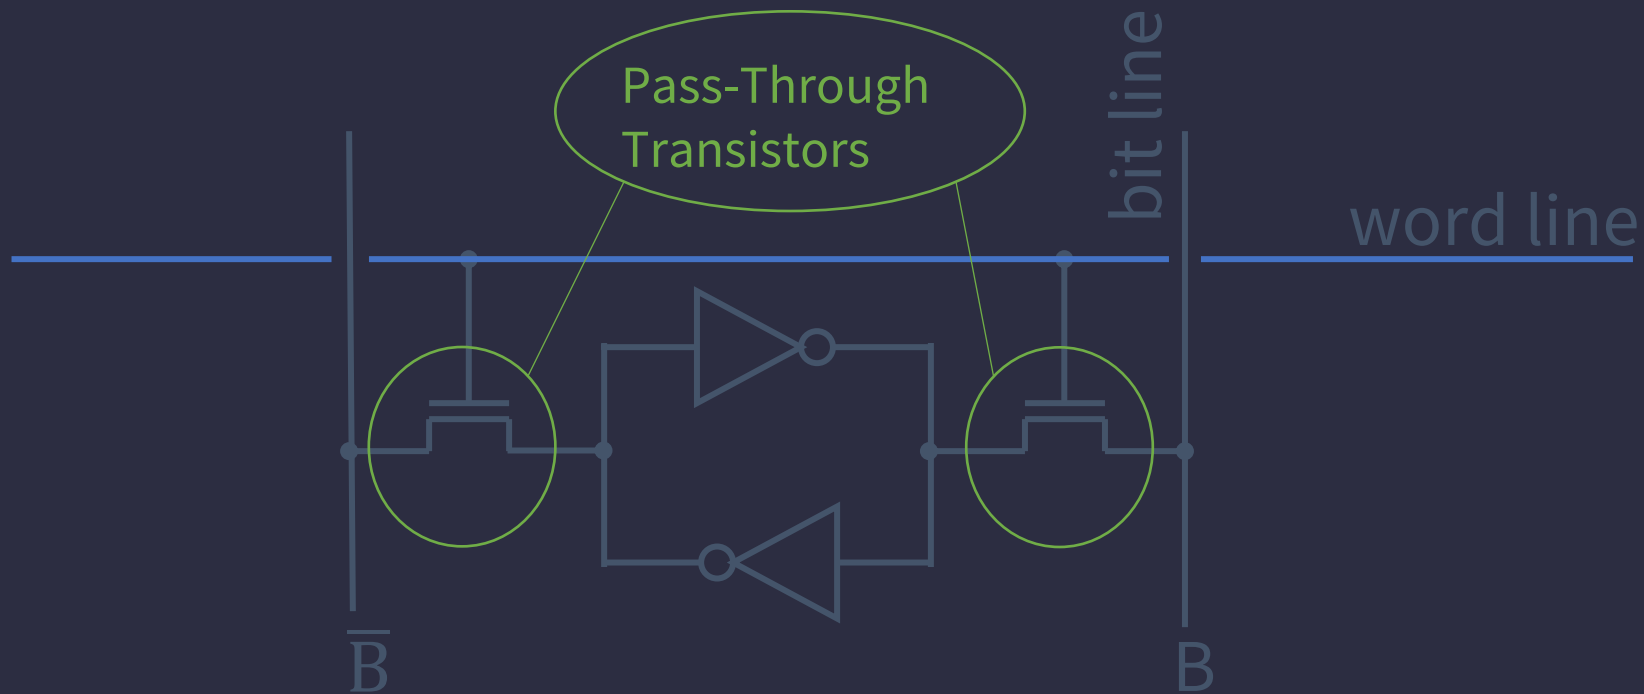 Pass-Through
Transistors
bit line
word line
B̅
B